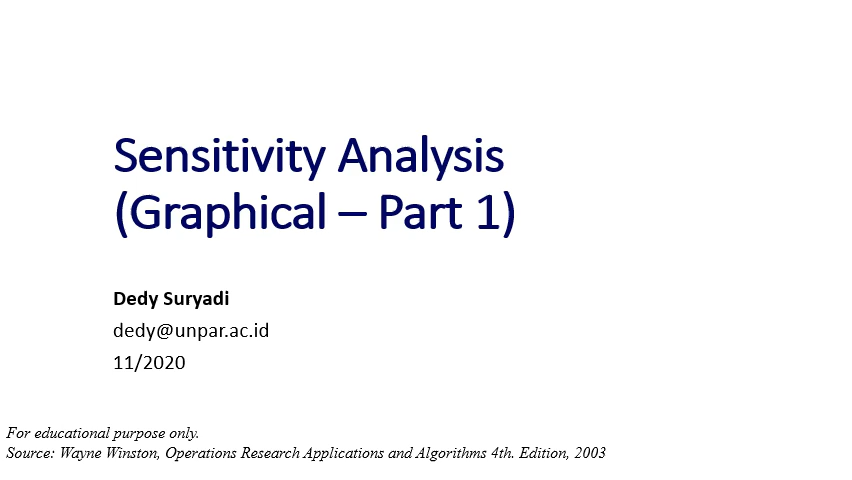 Sensitivity Analysis
(Graphical – Part 1)
Dedy Suryadi
dedy@unpar.ac.id
11/2020
For educational purpose only.
Source: Wayne Winston, Operations Research Applications and Algorithms 4th. Edition, 2003